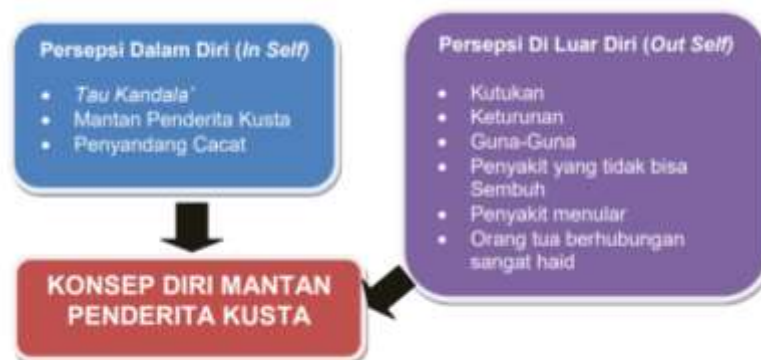 Persepsi Dalam Diri (In Self)
• Tau Kandala'
• Mantan Penderita Kusta
• Penyandang Cacat
Persepsi Di Luar Diri (Out Self)
• Kutukan
• Keturunan
• Guna-Guna
• Penyakit yang tidak bisa
Sembuh
• Penyakit menular
• Orang tua berhubungan
sangat haid
KONSEP DIRI MANTAN
PENDERITA KUSTA